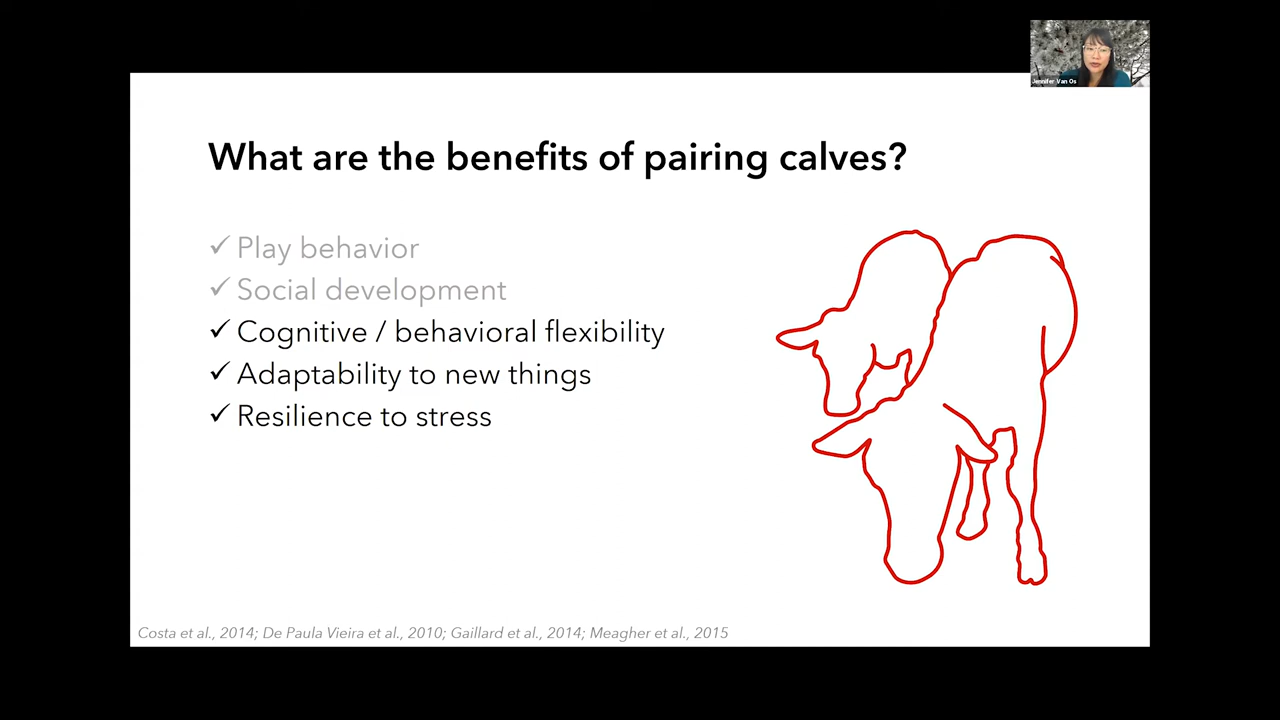 Jennifer Van Os
What are the benefits of pairing calves?
✓ Play behavior
✓ Social development
✓ Cognitive / behavioral flexibility
✓ Adaptability to new things
✓ Resilience to stress
Costa et al., 2014; De Paula Vieira et al., 2010; Gaillard et al., 2014; Meagher et al., 2015